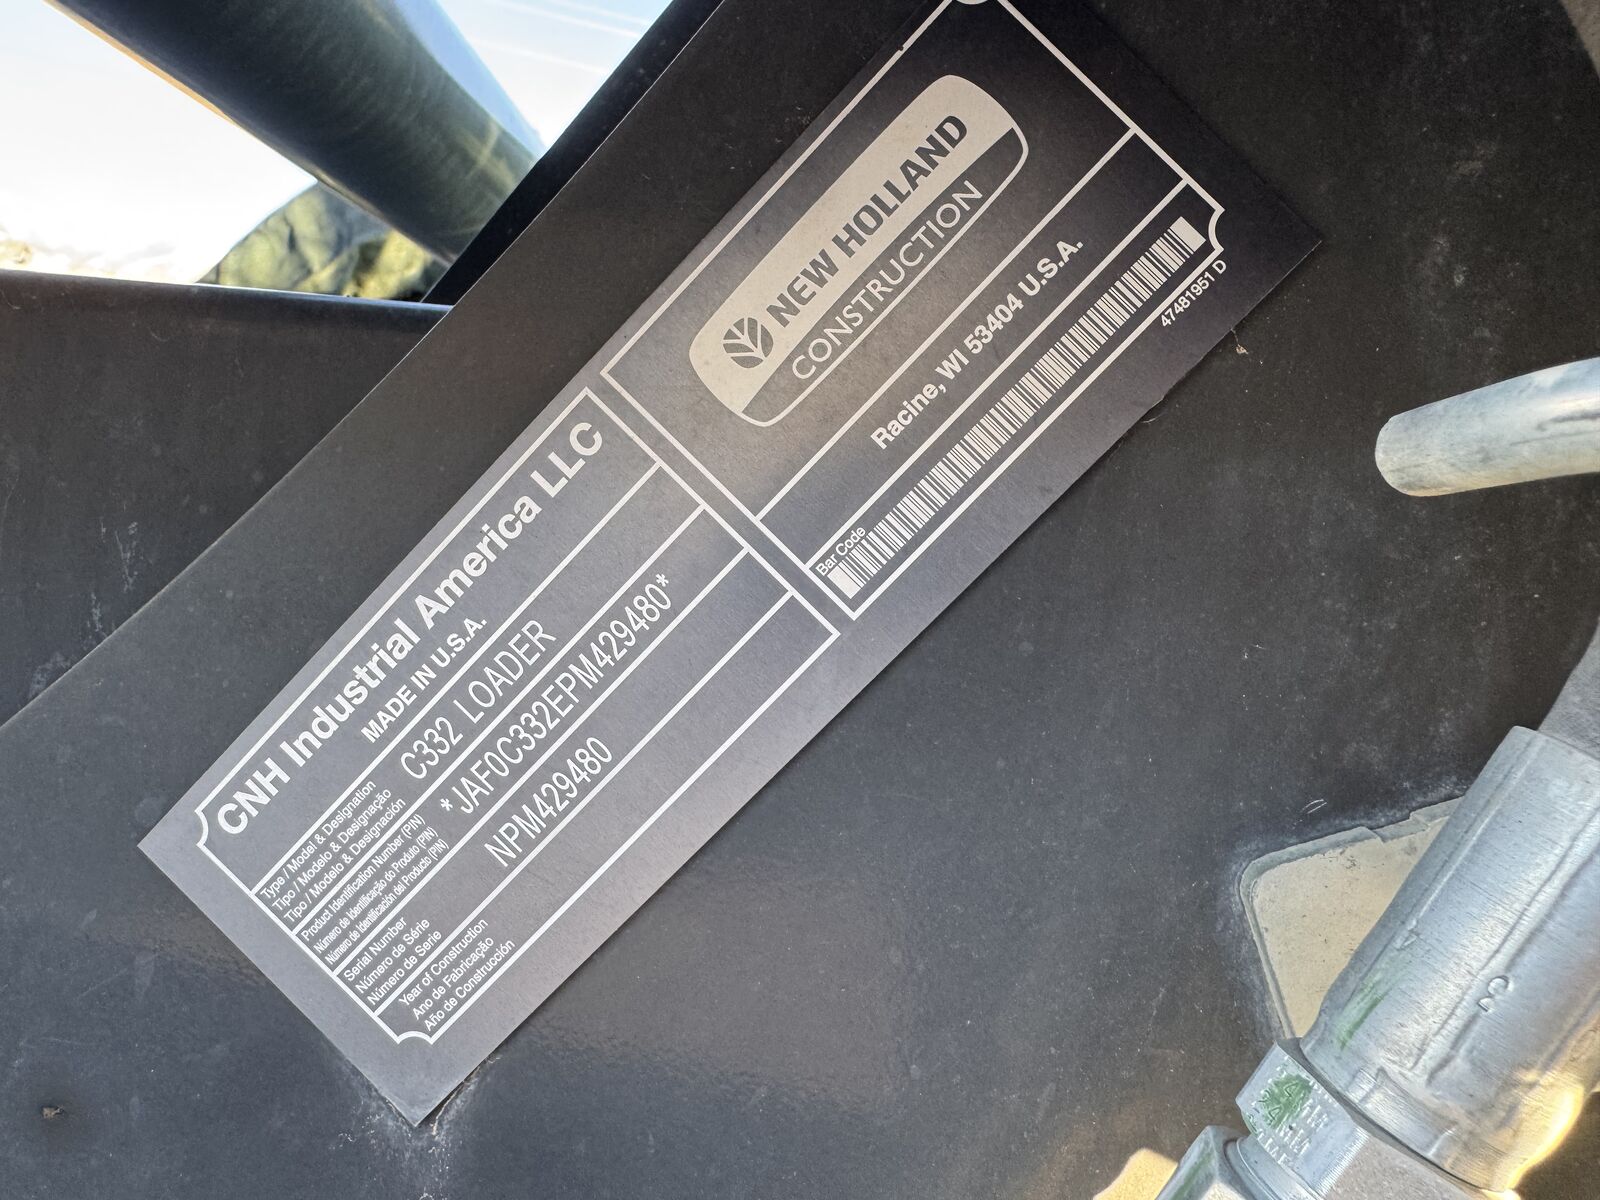 NEW HOLLAND
CONSTRUCTION
Racine, WI 53404 U.S.A.
Bar Code
47481951 D
CNH Industrial America LLC
MADE IN U.S.A.
Type / Model & Designation
Tipo / Modelo & Designação
Tipo / Modelo & Designación
C332 LOADER
Product Identification Number (PIN)
Número de Identificação do Produto (PIN)
Número de Identificación del Producto (PIN)
*JAF0C332EPM429480*
Serial Number
Número de Série
Número de Serie
NPM429480
Year of Construction
Ano de Fabricação
Año de Construcción